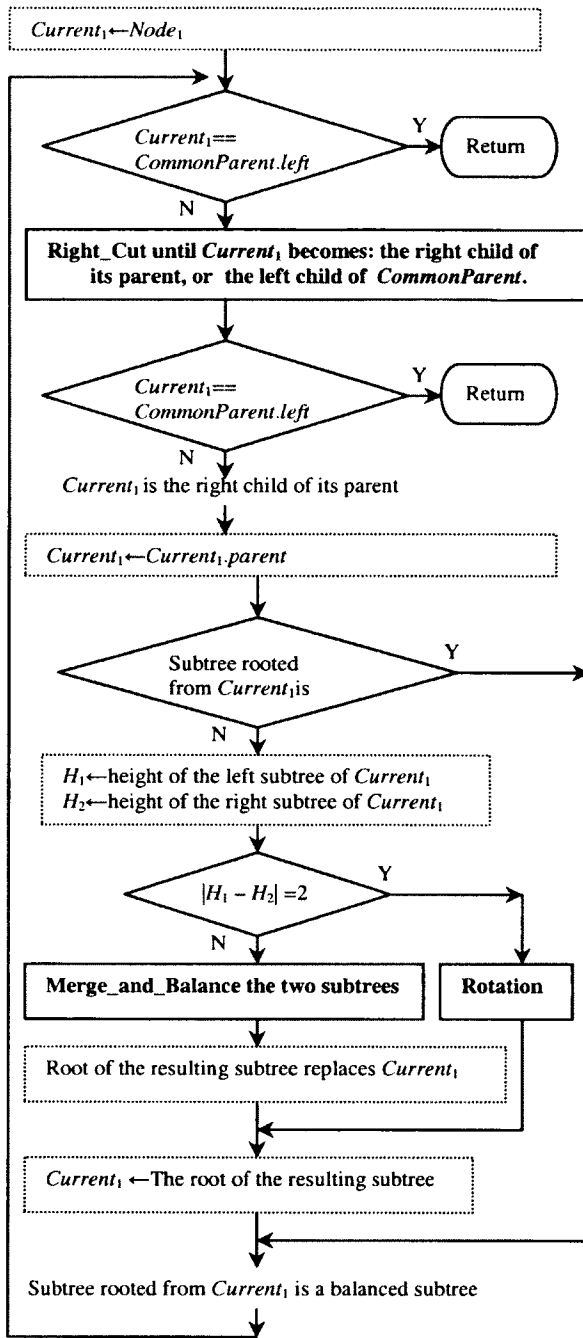 Current₁←Node₁
Current₁==
CommonParent.left
Y
Return
N
Right_Cut until Current₁ becomes: the right child of
its parent, or the left child of CommonParent.
Current₁==
CommonParent.left
Y
Return
N
Current₁ is the right child of its parent
Current₁←Current₁.parent
Subtree rooted
from Current₁is
Y
N
H₁←height of the left subtree of Current₁
H₂←height of the right subtree of Current₁
|H₁ − H₂| =2
Y
N
Merge_and_Balance the two subtrees
Rotation
Root of the resulting subtree replaces Current₁
Current₁ ←The root of the resulting subtree
Subtree rooted from Current₁ is a balanced subtree